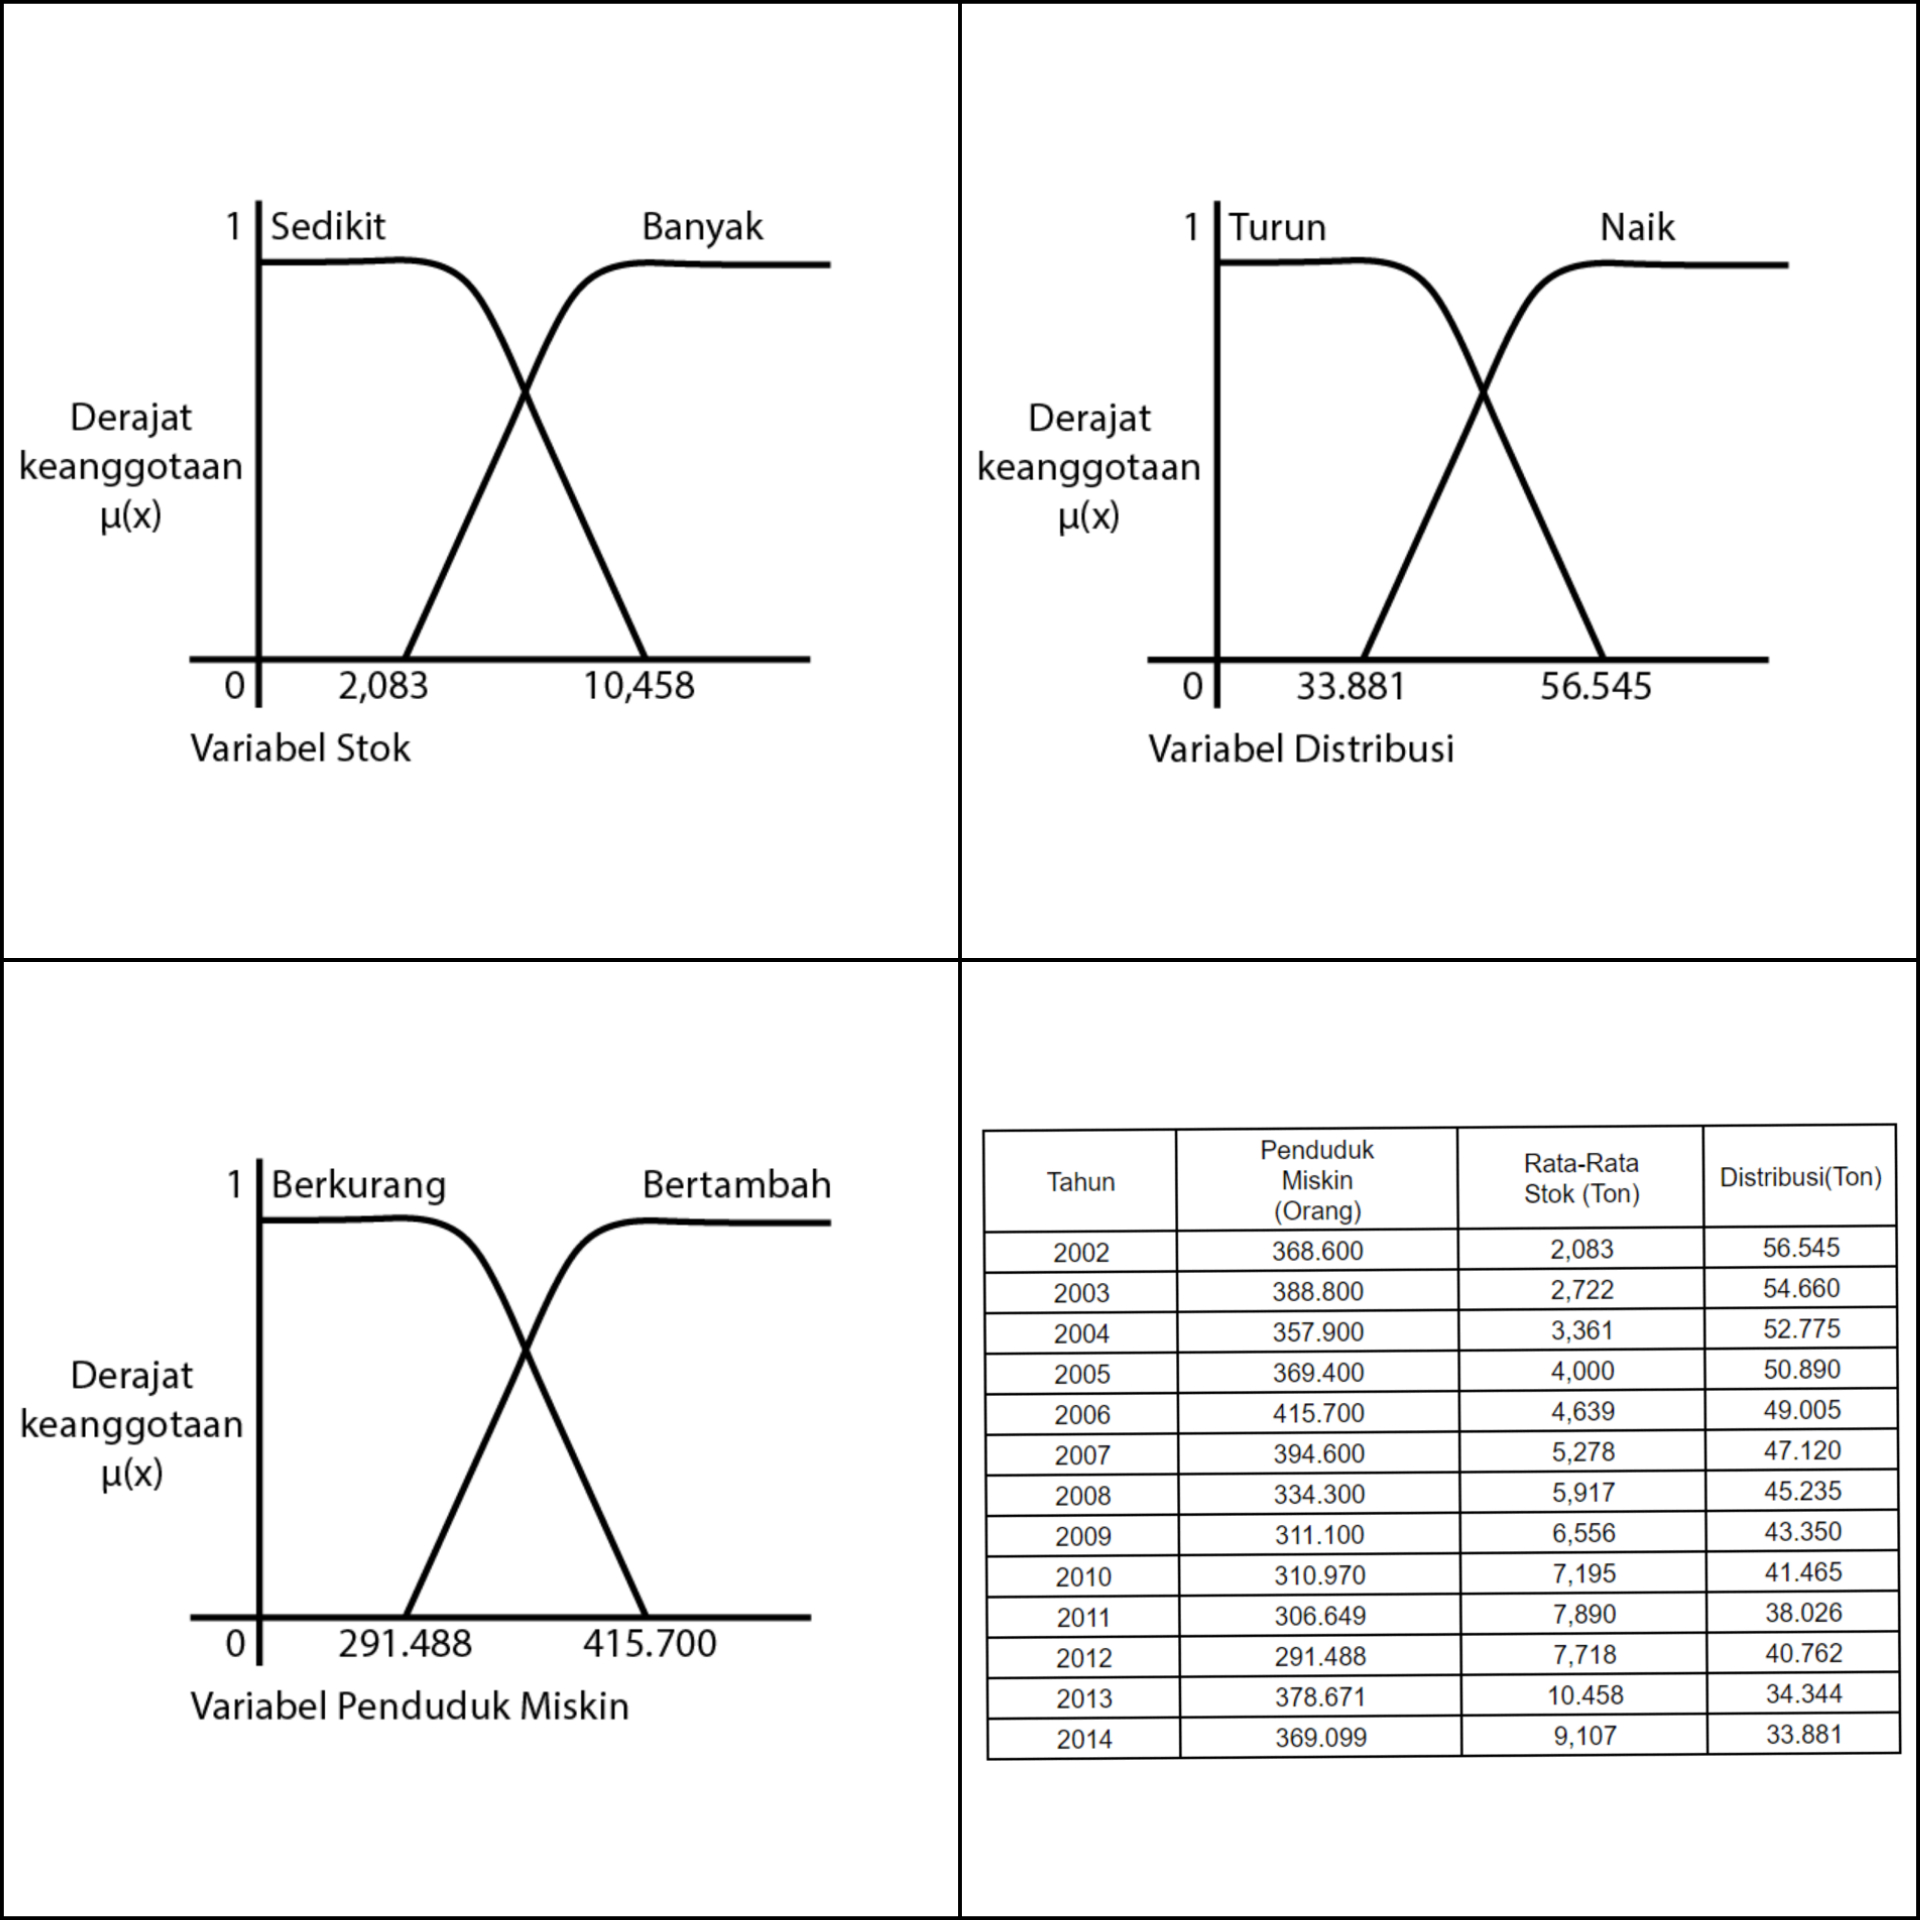 1 Sedikit Banyak
Derajat
keanggotaan
µ(x)
0 2,083 10,458
Variabel Stok
1 Turun Naik
Derajat
keanggotaan
µ(x)
0 33.881 56.545
Variabel Distribusi
1 Berkurang Bertambah
Derajat
keanggotaan
µ(x)
0 291.488 415.700
Variabel Penduduk Miskin
Tahun Penduduk Miskin (Orang) Rata-Rata Stok (Ton) Distribusi(Ton)
2002 368.600 2,083 56.545
2003 388.800 2,722 54.660
2004 357.900 3,361 52.775
2005 369.400 4,000 50.890
2006 415.700 4,639 49.005
2007 394.600 5,278 47.120
2008 334.300 5,917 45.235
2009 311.100 6,556 43.350
2010 310.970 7,195 41.465
2011 306.649 7,890 38.026
2012 291.488 7,718 40.762
2013 378.671 10.458 34.344
2014 369.099 9,107 33.881